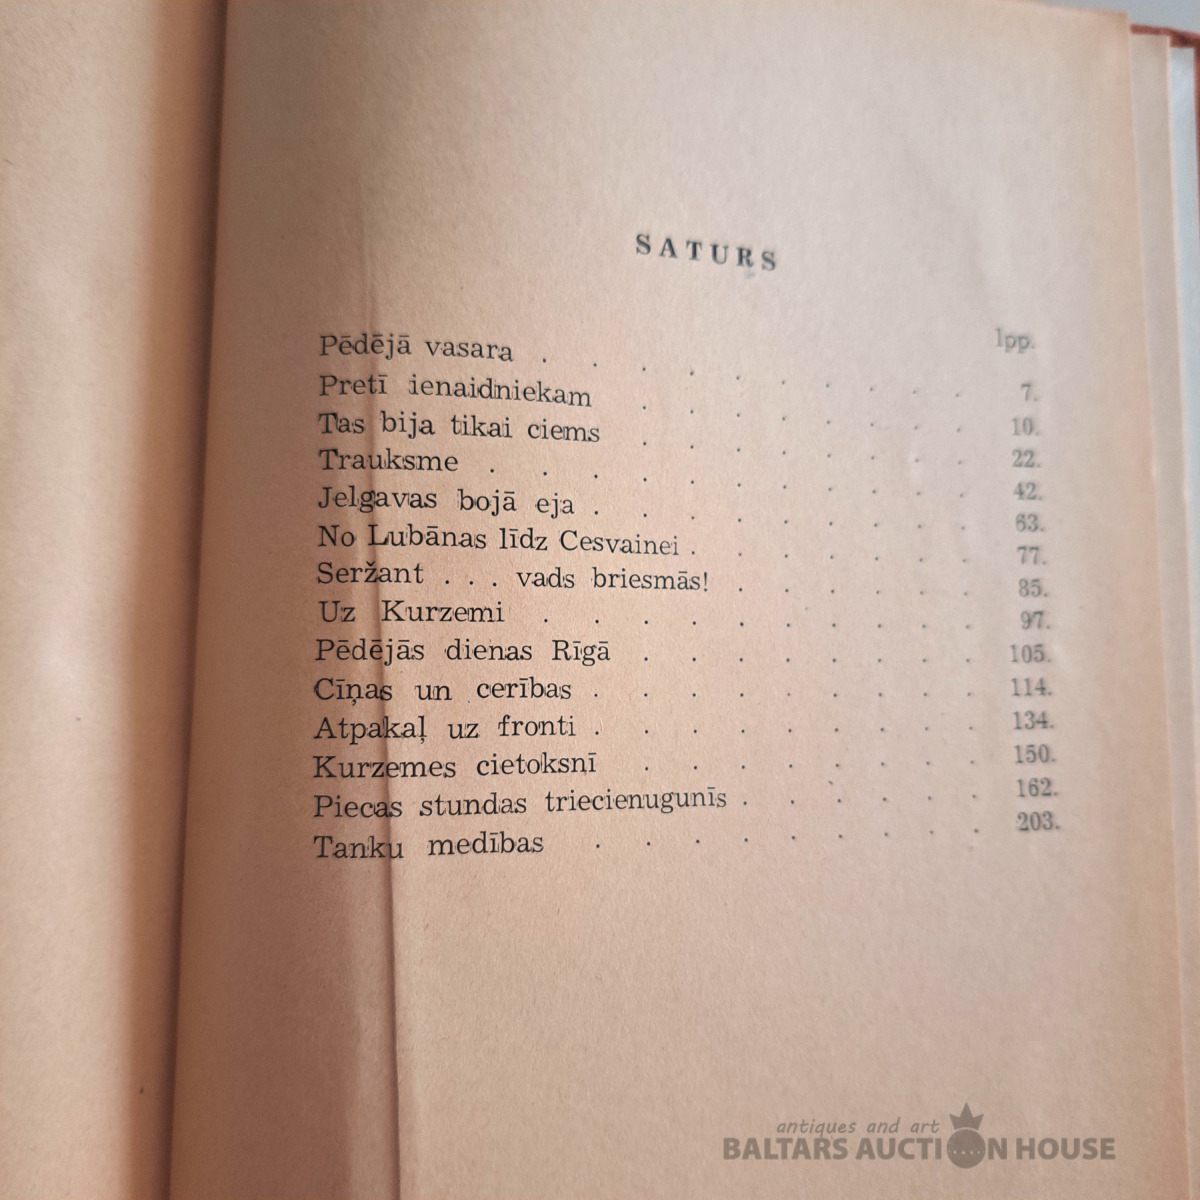 SATURS
lpp.
Pēdējā vasara . . . . . . . . . . 7.
Pretī ienaidniekam . . . . . . . . 10.
Tas bija tikai ciems . . . . . . . . 22.
Trauksme . . . . . . . . . . . 42.
Jelgavas bojā eja . . . . . . . . . 63.
No Lubānas līdz Cesvainei . . . . . . . 77.
Seržant . . . vads briesmās! . . . . . . 85.
Uz Kurzemi . . . . . . . . . . 97.
Pēdējās dienas Rīgā . . . . . . . . 105.
Cīņas un cerības . . . . . . . . . 114.
Atpakaļ uz fronti . . . . . . . . . 134.
Kurzemes cietoksnī . . . . . . . . 150.
Piecas stundas triecienugunīs . . . . . . 162.
Tanku medības . . . . . . . . . 203.
antiques and art
BALTARS AUCTION HOUSE